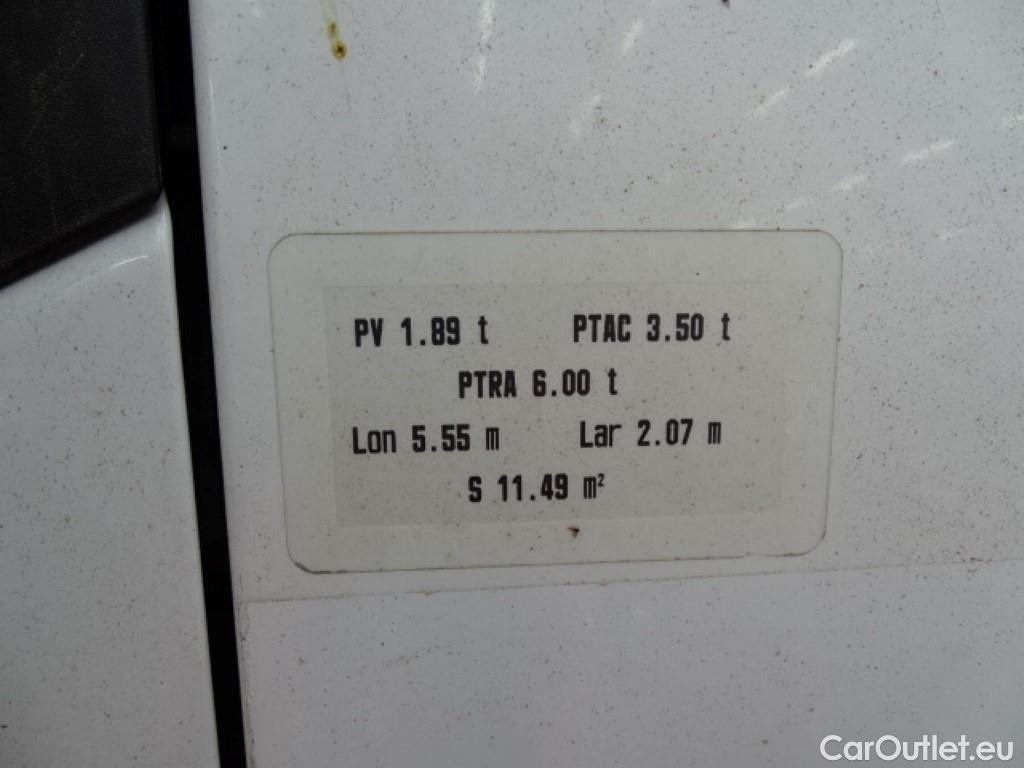 PV 1.89 t PTAC 3.50 t
PTRA 6.00 t
Lon 5.55 m Lar 2.07 m
S 11.49 m²
CarOutlet.eu